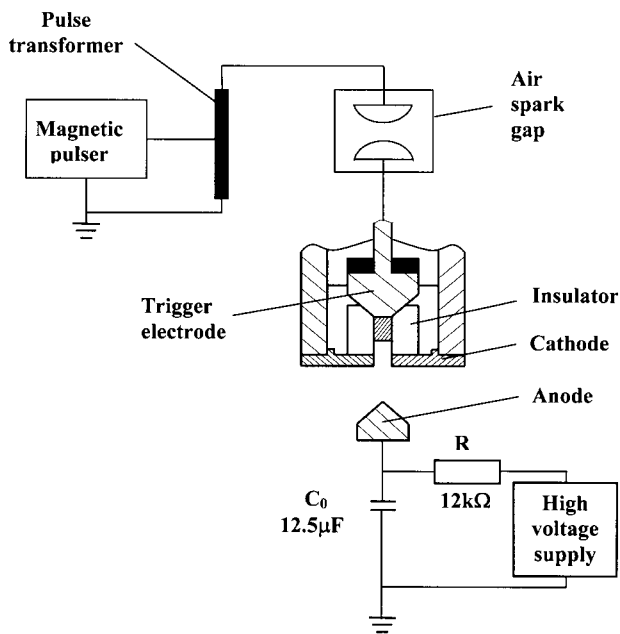 Pulse
transformer
Magnetic
pulser
Air
spark
gap
Trigger
electrode
Insulator
Cathode
Anode
R
12kΩ
C₀
12.5μF
High
voltage
supply